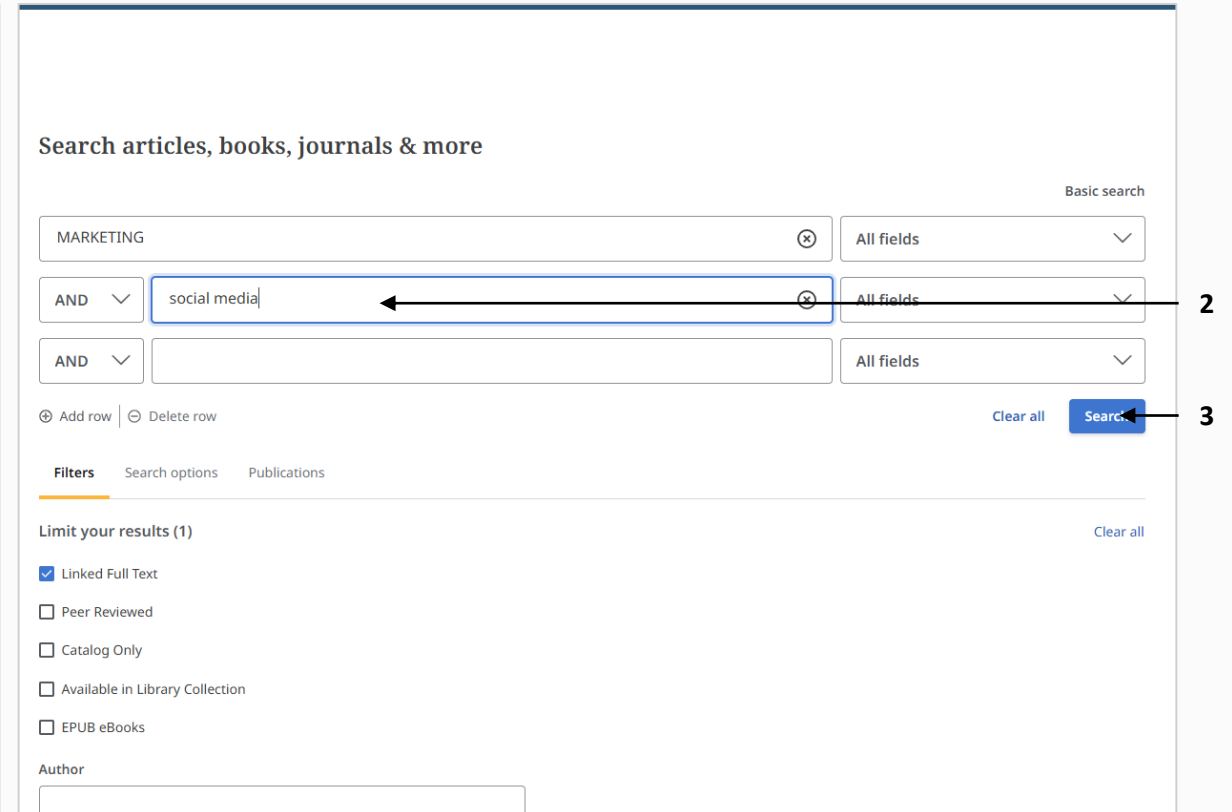 Search articles, books, journals & more
Basic search
MARKETING All fields
AND social media All fields 2
AND All fields
Add row Delete row Clear all Search 3
Filters Search options Publications
Limit your results (1) Clear all
Linked Full Text
Peer Reviewed
Catalog Only
Available in Library Collection
EPUB eBooks
Author